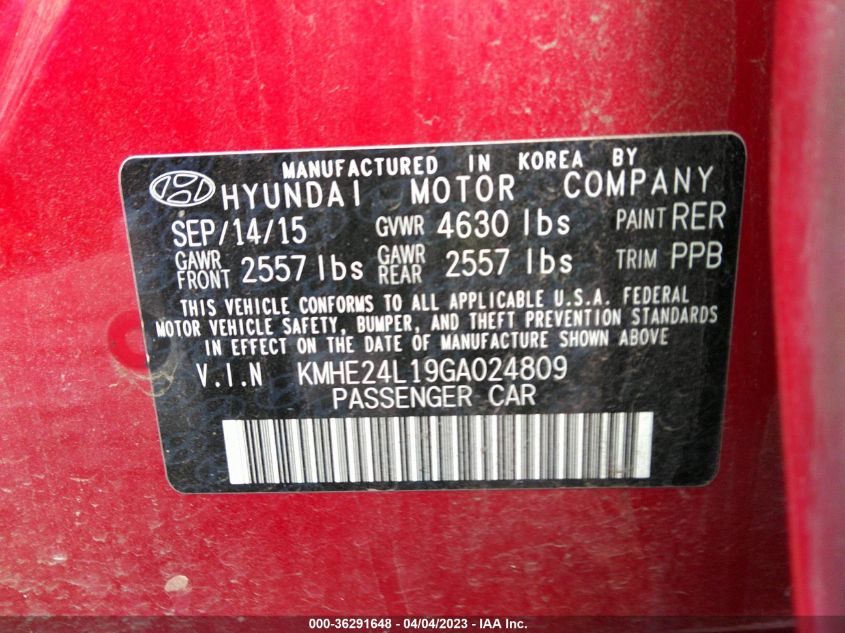 MANUFACTURED IN KOREA BY
HYUNDAI MOTOR COMPANY
SEP/14/15 GVWR 4630 lbs PAINT RER
GAWR FRONT 2557 lbs GAWR REAR 2557 lbs TRIM PPB
THIS VEHICLE CONFORMS TO ALL APPLICABLE U.S.A. FEDERAL
MOTOR VEHICLE SAFETY, BUMPER, AND THEFT PREVENTION STANDARDS
IN EFFECT ON THE DATE OF MANUFACTURE SHOWN ABOVE
V.I.N KMHE24L19GA024809
PASSENGER CAR
000-36291648 - 04/04/2023 - IAA Inc.